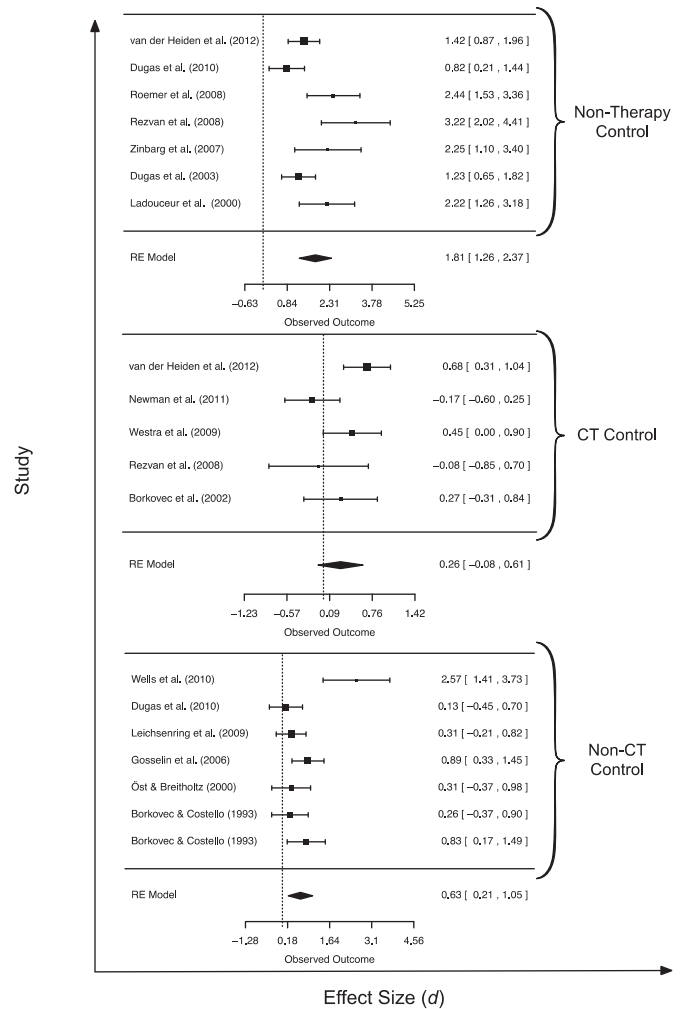 van der Heiden et al. (2012) 1.42 [ 0.87 , 1.96 ]
Dugas et al. (2010) 0.82 [ 0.21 , 1.44 ]
Roemer et al. (2008) 2.44 [ 1.53 , 3.36 ]
Rezvan et al. (2008) 3.22 [ 2.02 , 4.41 ]
Zinbarg et al. (2007) 2.25 [ 1.10 , 3.40 ]
Dugas et al. (2003) 1.23 [ 0.65 , 1.82 ]
Ladouceur et al. (2000) 2.22 [ 1.26 , 3.18 ]
Non-Therapy
Control
RE Model 1.81 [ 1.26 , 2.37 ]
−0.63 0.84 2.31 3.78 5.25
Observed Outcome
van der Heiden et al. (2012) 0.68 [ 0.31 , 1.04 ]
Newman et al. (2011) −0.17 [ −0.60 , 0.25 ]
Westra et al. (2009) 0.45 [ 0.00 , 0.90 ]
Rezvan et al. (2008) −0.08 [ −0.85 , 0.70 ]
Borkovec et al. (2002) 0.27 [ −0.31 , 0.84 ]
CT Control
RE Model 0.26 [ −0.08 , 0.61 ]
−1.23 −0.57 0.09 0.76 1.42
Observed Outcome
Wells et al. (2010) 2.57 [ 1.41 , 3.73 ]
Dugas et al. (2010) 0.13 [ −0.45 , 0.70 ]
Leichsenring et al. (2009) 0.31 [ −0.21 , 0.82 ]
Gosselin et al. (2006) 0.89 [ 0.33 , 1.45 ]
Öst & Breitholtz (2000) 0.31 [ −0.37 , 0.98 ]
Borkovec & Costello (1993) 0.26 [ −0.37 , 0.90 ]
Borkovec & Costello (1993) 0.83 [ 0.17 , 1.49 ]
Non-CT
Control
RE Model 0.63 [ 0.21 , 1.05 ]
−1.28 0.18 1.64 3.1 4.56
Observed Outcome
Study
Effect Size (d)